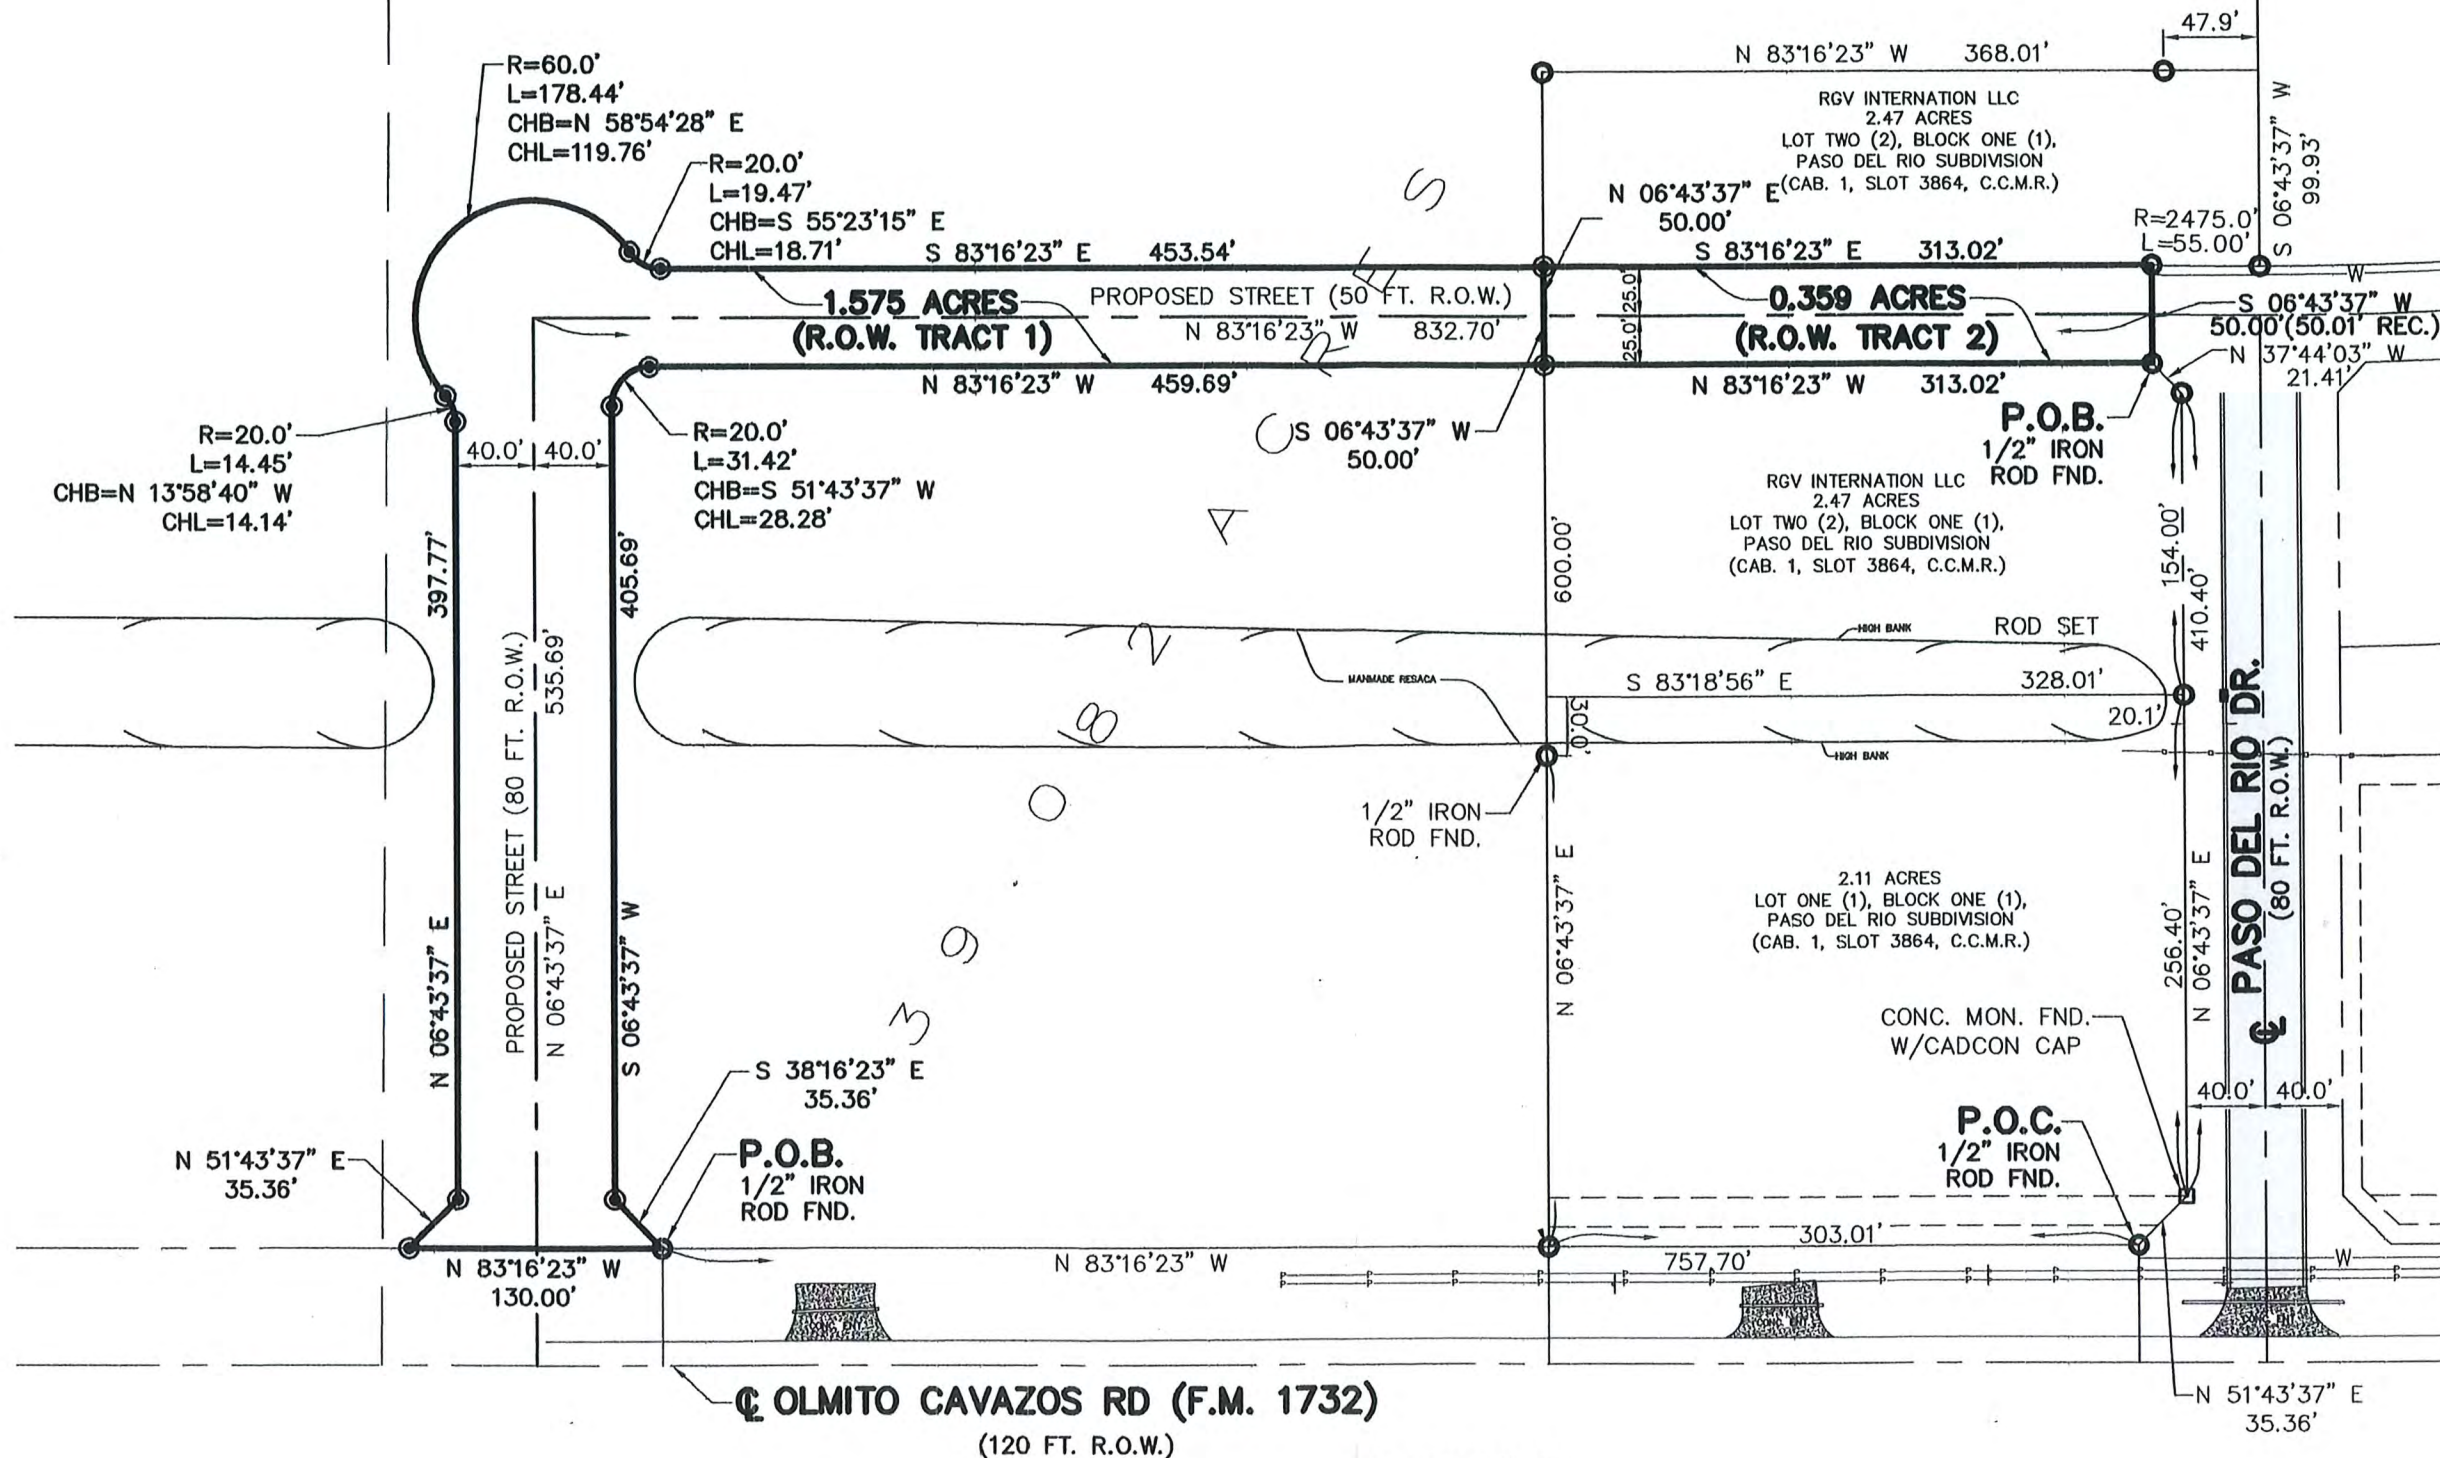 47.9'
N 83°16'23" W 368.01'
S 06°43'37" W
99.93'
R=60.0'
L=178.44'
CHB=N 58°54'28" E
CHL=119.76'
R=20.0'
L=19.47'
CHB=S 55°23'15" E
CHL=18.71'
RGV INTERNATION LLC
2.47 ACRES
LOT TWO (2), BLOCK ONE (1),
PASO DEL RIO SUBDIVISION
(CAB. 1, SLOT 3864, C.C.M.R.)
N 06°43'37" E
50.00'
R=2475.0'
L=55.00'
S 83°16'23" E 453.54'
S 83°16'23" E 313.02'
W
1.575 ACRES
(R.O.W. TRACT 1)
PROPOSED STREET (50 FT. R.O.W.)
N 83°16'23" W 832.70'
25.0'
25.0'
0.359 ACRES
(R.O.W. TRACT 2)
S 06°43'37" W
50.00'(50.01' REC.)
N 37°44'03" W
21.41'
N 83°16'23" W 459.69'
N 83°16'23" W 313.02'
P.O.B.
1/2" IRON
ROD FND.
R=20.0'
L=14.45'
CHB=N 13°58'40" W
CHL=14.14'
40.0' 40.0'
R=20.0'
L=31.42'
CHB=S 51°43'37" W
CHL=28.28'
S 06°43'37" W
50.00'
RGV INTERNATION LLC
2.47 ACRES
LOT TWO (2), BLOCK ONE (1),
PASO DEL RIO SUBDIVISION
(CAB. 1, SLOT 3864, C.C.M.R.)
397.77'
N 06°43'37" E
PROPOSED STREET (80 FT. R.O.W.)
N 06°43'37" E 535.69'
405.69'
S 06°43'37" W
39.082 ACRES
600.00'
N 06°43'37" E
154.00'
410.40'
HIGH BANK
ROD SET
MANMADE RESACA
S 83°18'56" E 328.01'
30.0'
20.1'
HIGH BANK
1/2" IRON
ROD FND.
PASO DEL RIO DR.
(80 FT. R.O.W.)
2.11 ACRES
LOT ONE (1), BLOCK ONE (1),
PASO DEL RIO SUBDIVISION
(CAB. 1, SLOT 3864, C.C.M.R.)
256.40'
N 06°43'37" E
CONC. MON. FND.
W/CADCON CAP
40.0' 40.0'
S 38°16'23" E
35.36'
P.O.C.
1/2" IRON
ROD FND.
N 51°43'37" E
35.36'
P.O.B.
1/2" IRON
ROD FND.
303.01'
N 83°16'23" W
130.00'
N 83°16'23" W 757.70'
W
CONC. ENT.
CONC. ENT.
CONC. ENT.
N 51°43'37" E
35.36'
℄ OLMITO CAVAZOS RD (F.M. 1732)
(120 FT. R.O.W.)